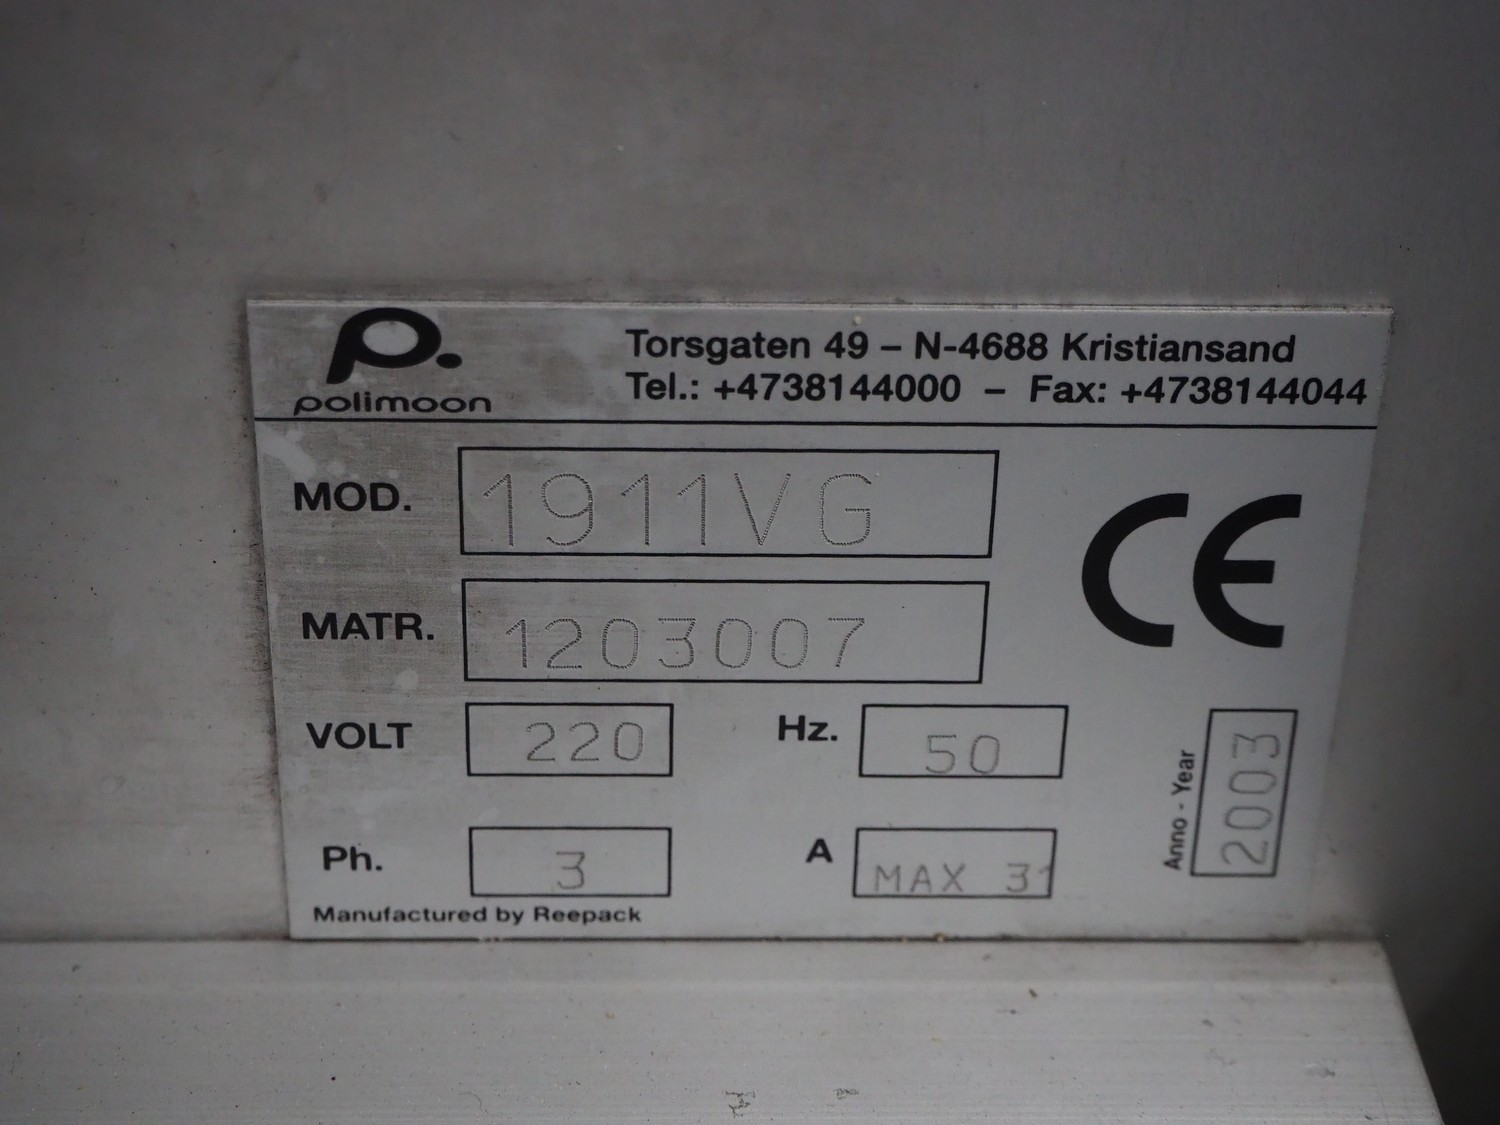 polimoon
Torsgaten 49 – N-4688 Kristiansand
Tel.: +4738144000 – Fax: +4738144044
MOD. 1911VG
MATR. 1203007
CE
VOLT 220 Hz. 50
Ph. 3 A MAX 31
Anno - Year 2003
Manufactured by Reepack